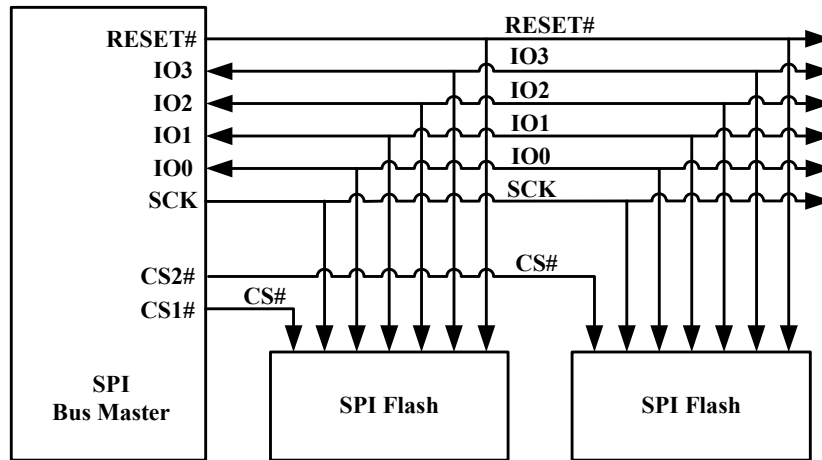 RESET#
IO3
IO2
IO1
IO0
SCK
CS2#
CS1#
SPI
Bus Master
RESET#
IO3
IO2
IO1
IO0
SCK
CS#
CS#
SPI Flash
SPI Flash